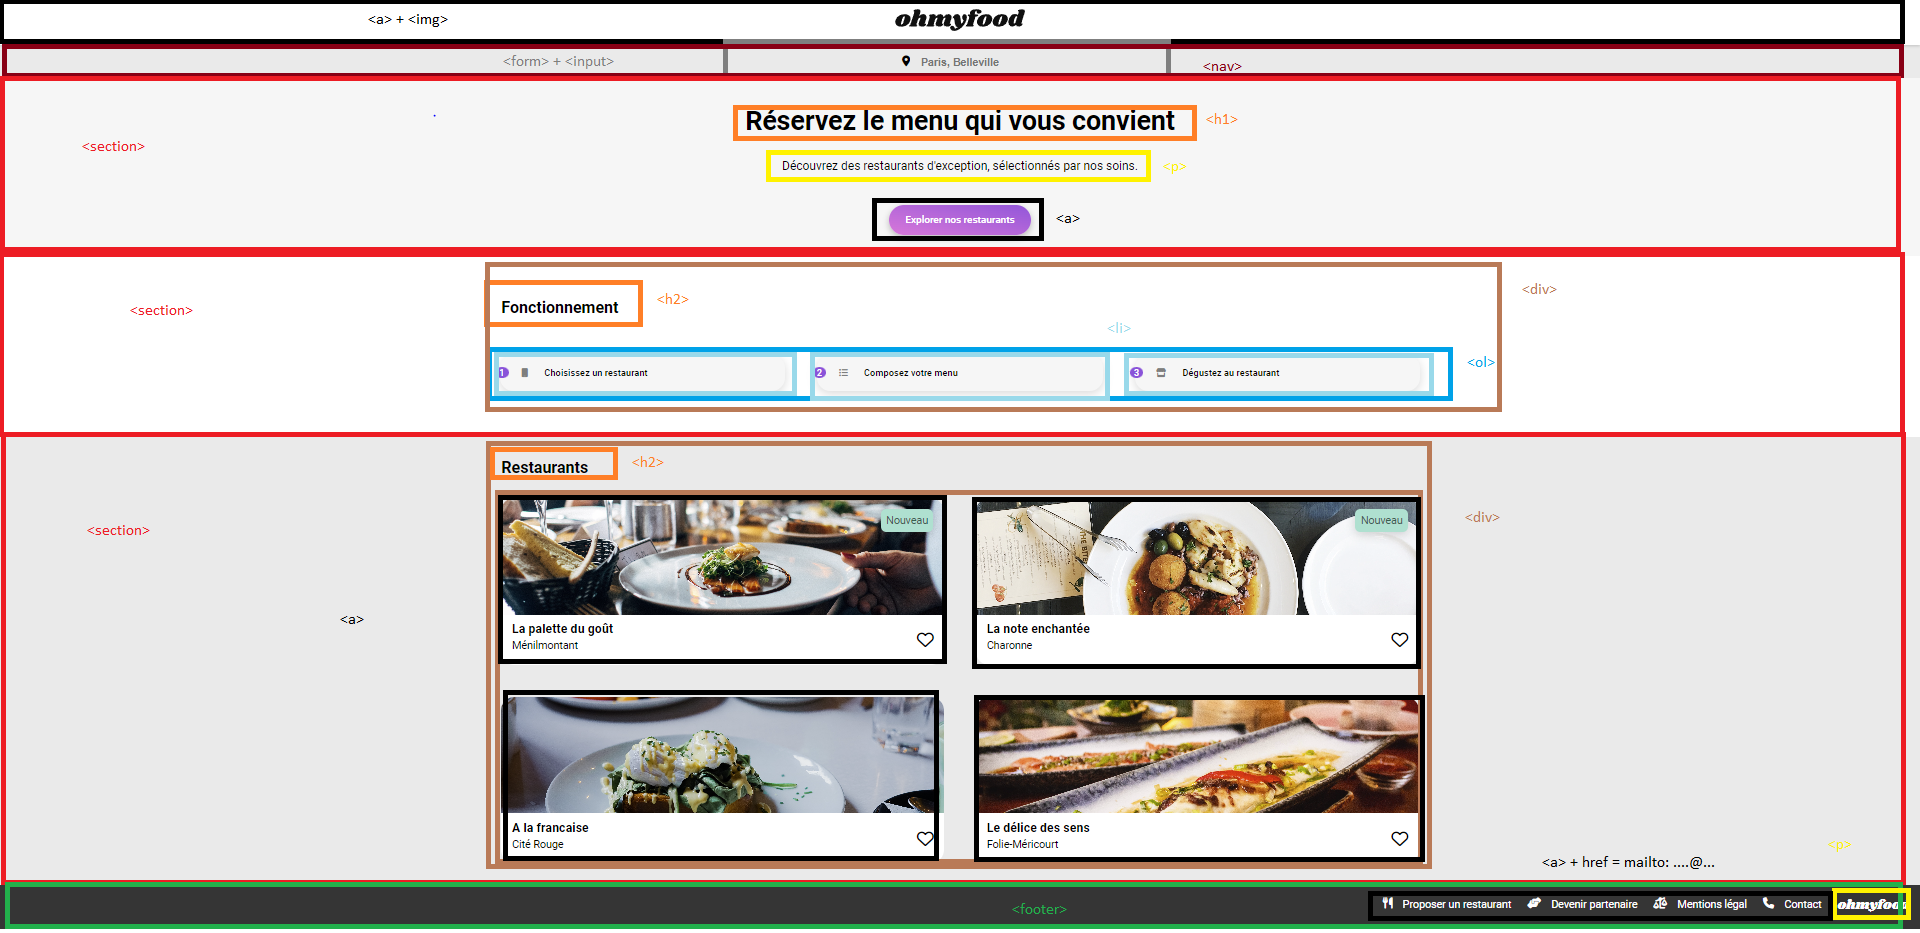 <a> + <img>
ohmyfood
<form> + <input>
Paris, Belleville
<nav>
Réservez le menu qui vous convient
<h1>
<section>
Découvrez des restaurants d'exception, sélectionnés par nos soins.
<p>
Explorer nos restaurants
<a>
<div>
Fonctionnement
<h2>
<section>
<li>
<ol>
1
Choisissez un restaurant
2
Composez votre menu
3
Dégustez au restaurant
Restaurants
<h2>
<section>
<div>
Nouveau
Nouveau
THE BITE
<a>
La palette du goût
Ménilmontant
La note enchantée
Charonne
A la francaise
Cité Rouge
Le délice des sens
Folie-Méricourt
<p>
<a> + href = mailto: ....@...
<footer>
Proposer un restaurant
Devenir partenaire
Mentions légal
Contact
ohmyfood